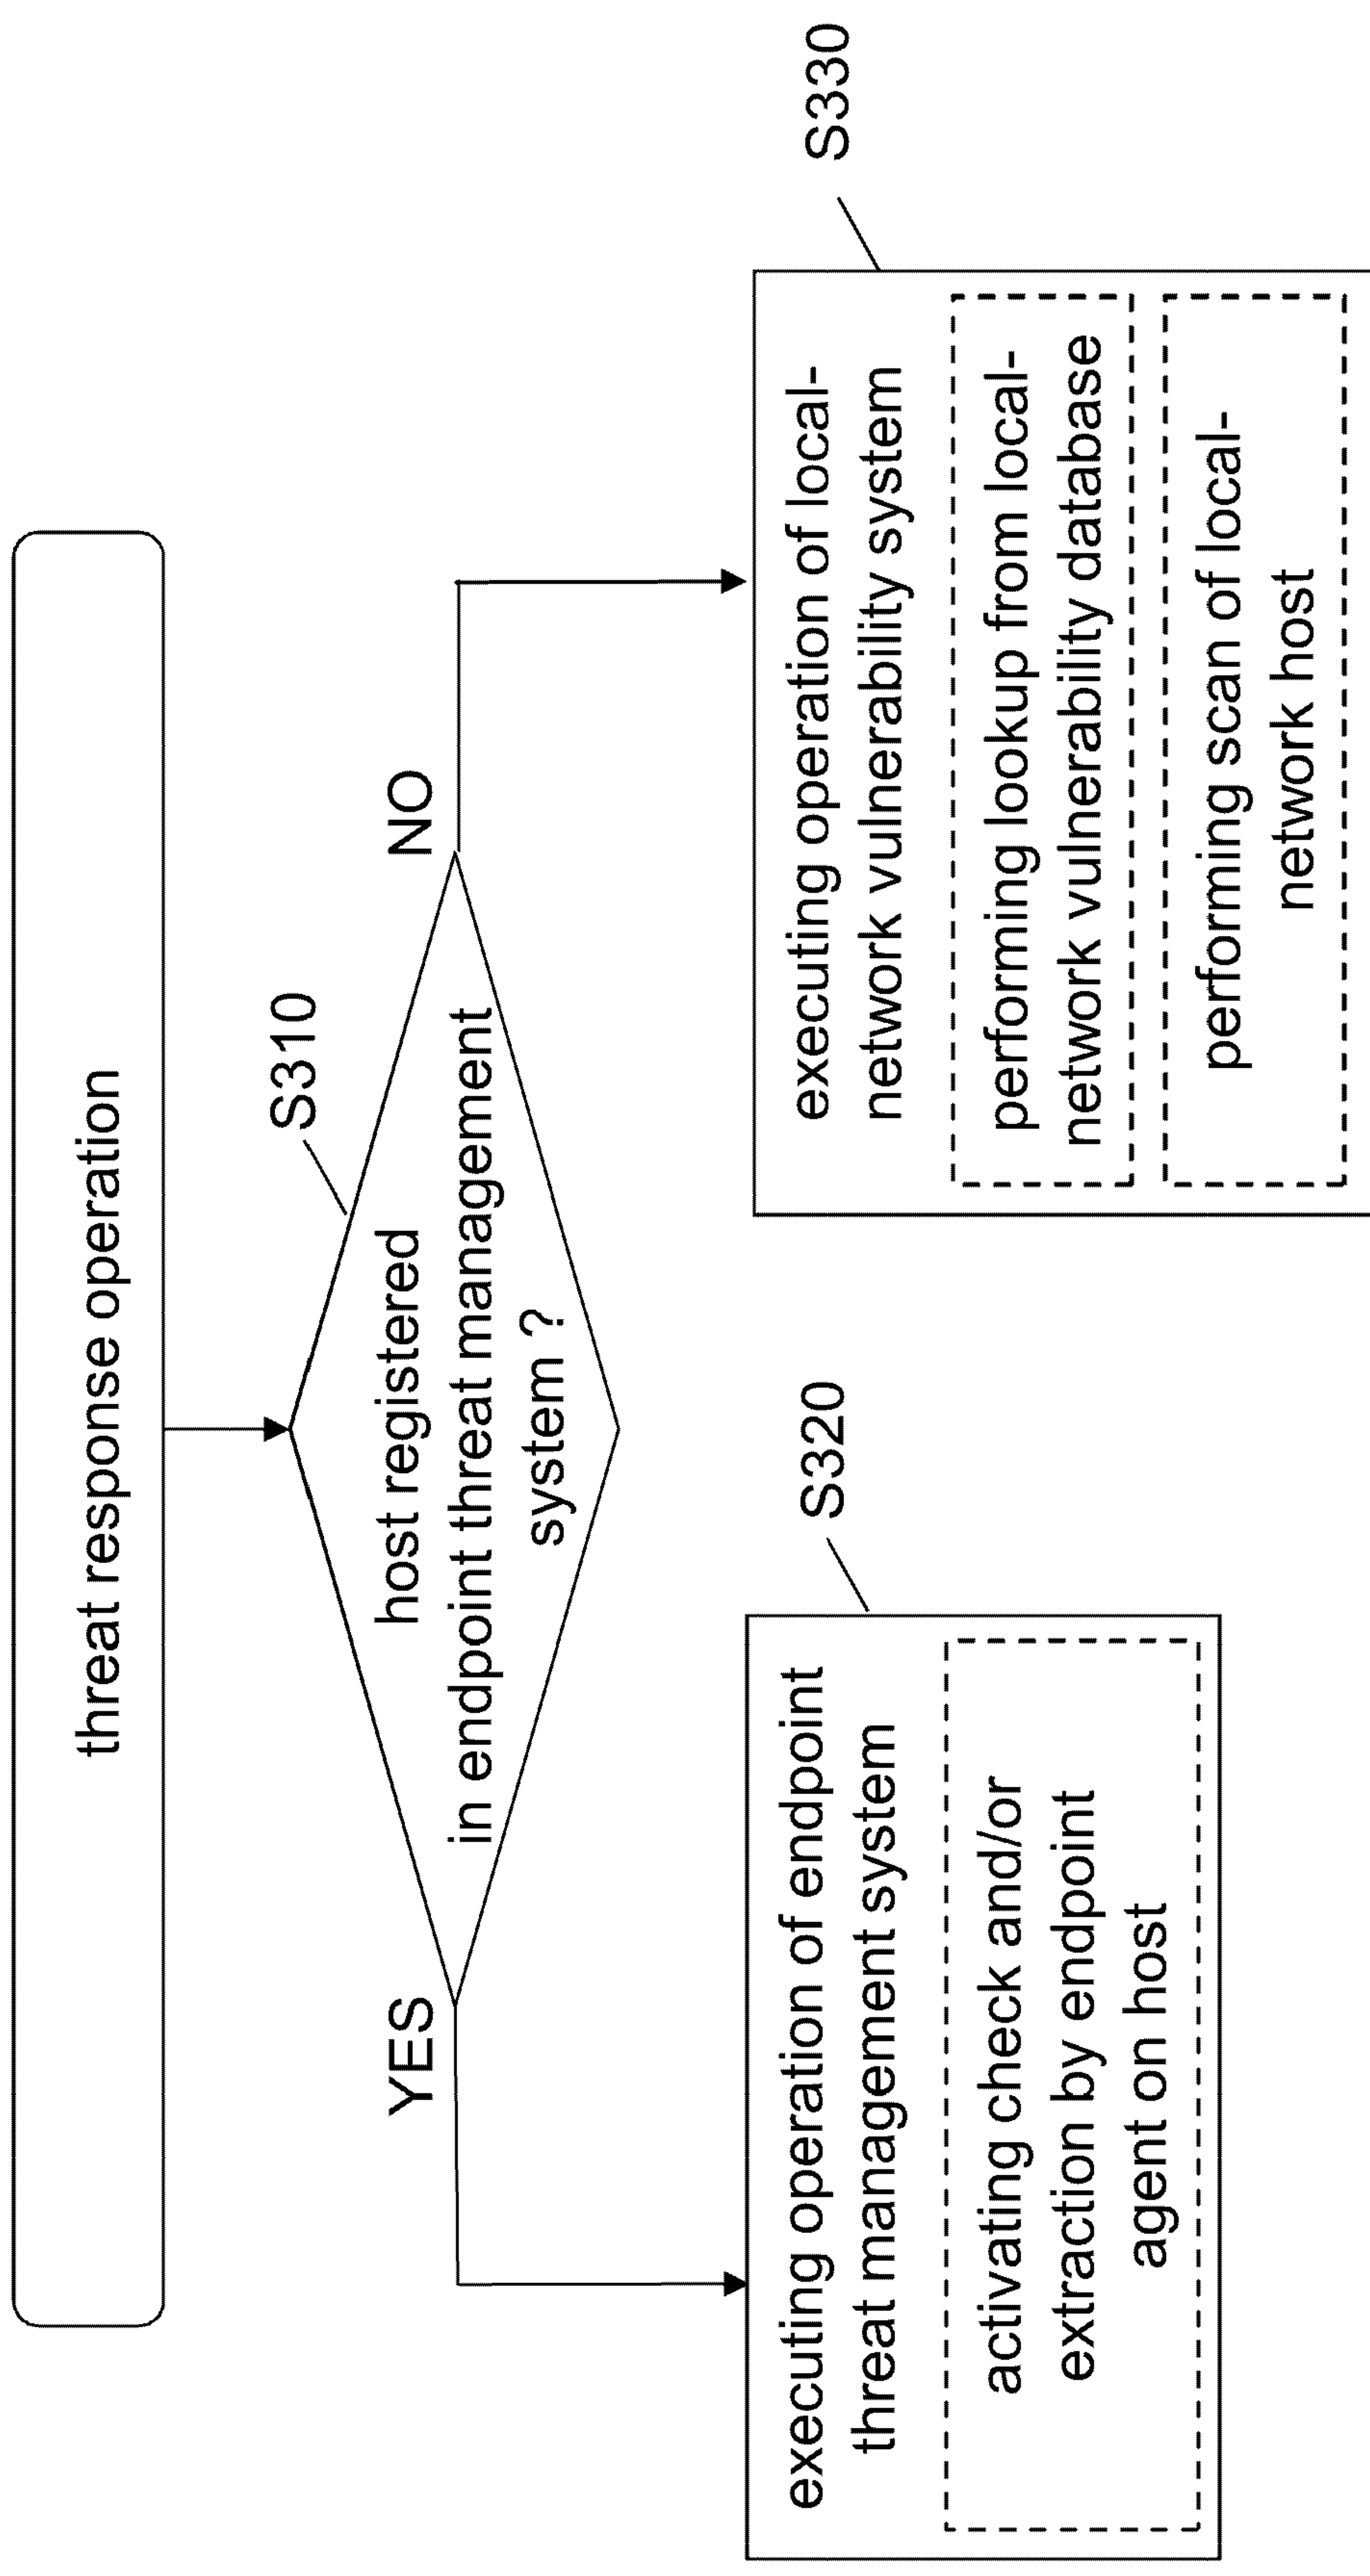 threat response operation
S310
host registered
in endpoint threat management
system ?
YES
NO
S320
executing operation of endpoint
threat management system
activating check and/or
extraction by endpoint
agent on host
S330
executing operation of local-
network vulnerability system
performing lookup from local-
network vulnerability database
performing scan of local-
network host